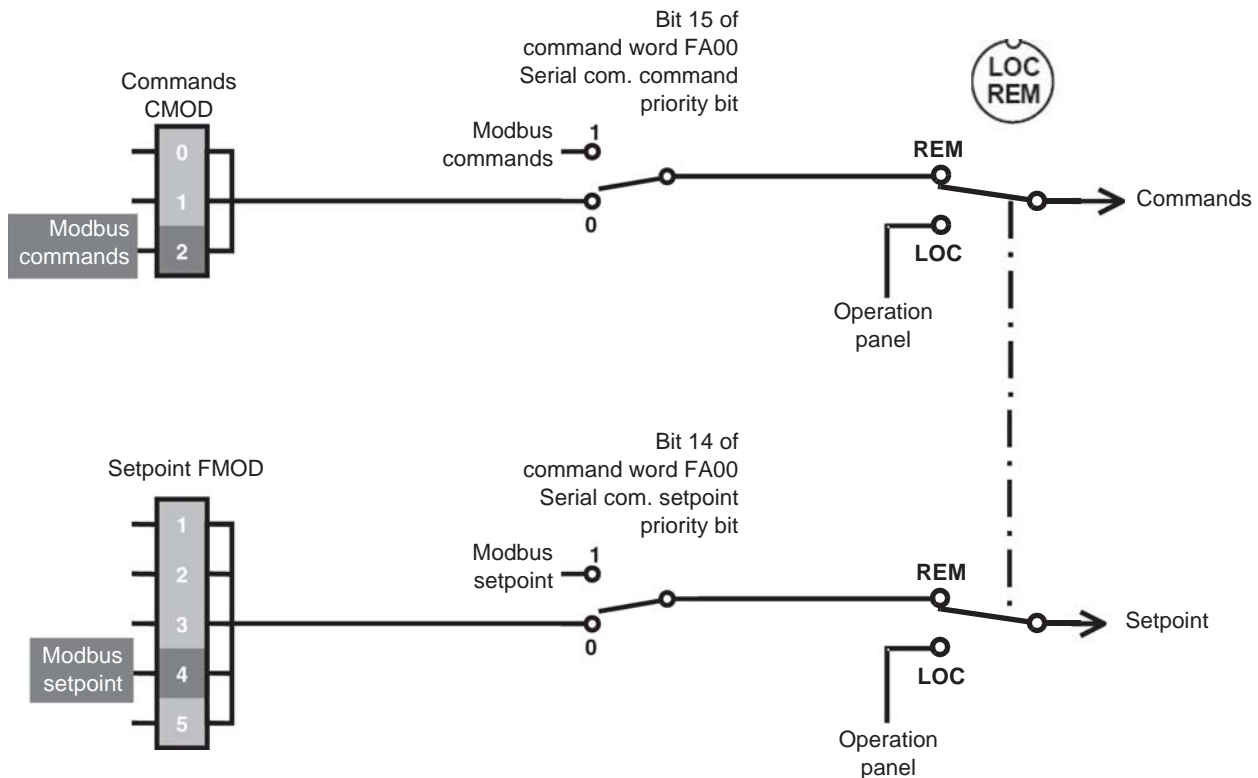 Bit 15 of
command word FA00
Serial com. command
priority bit
LOC
REM
Commands
CMOD
0
1
2
Modbus
commands
Modbus
commands
1
0
REM
LOC
Commands
Operation
panel
Bit 14 of
command word FA00
Serial com. setpoint
priority bit
Setpoint FMOD
1
2
3
4
5
Modbus
setpoint
Modbus
setpoint
1
0
REM
LOC
Setpoint
Operation
panel